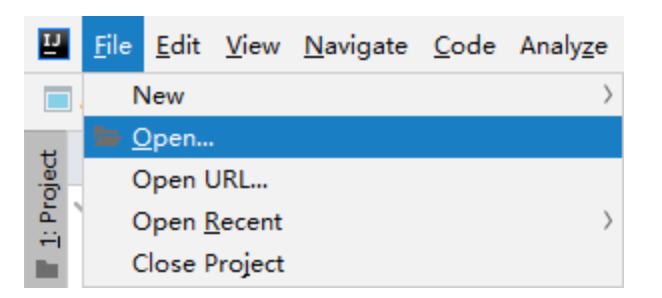 IJ File Edit View Navigate Code Analyze
New
Open...
Open URL...
Open Recent
Close Project
1: Project